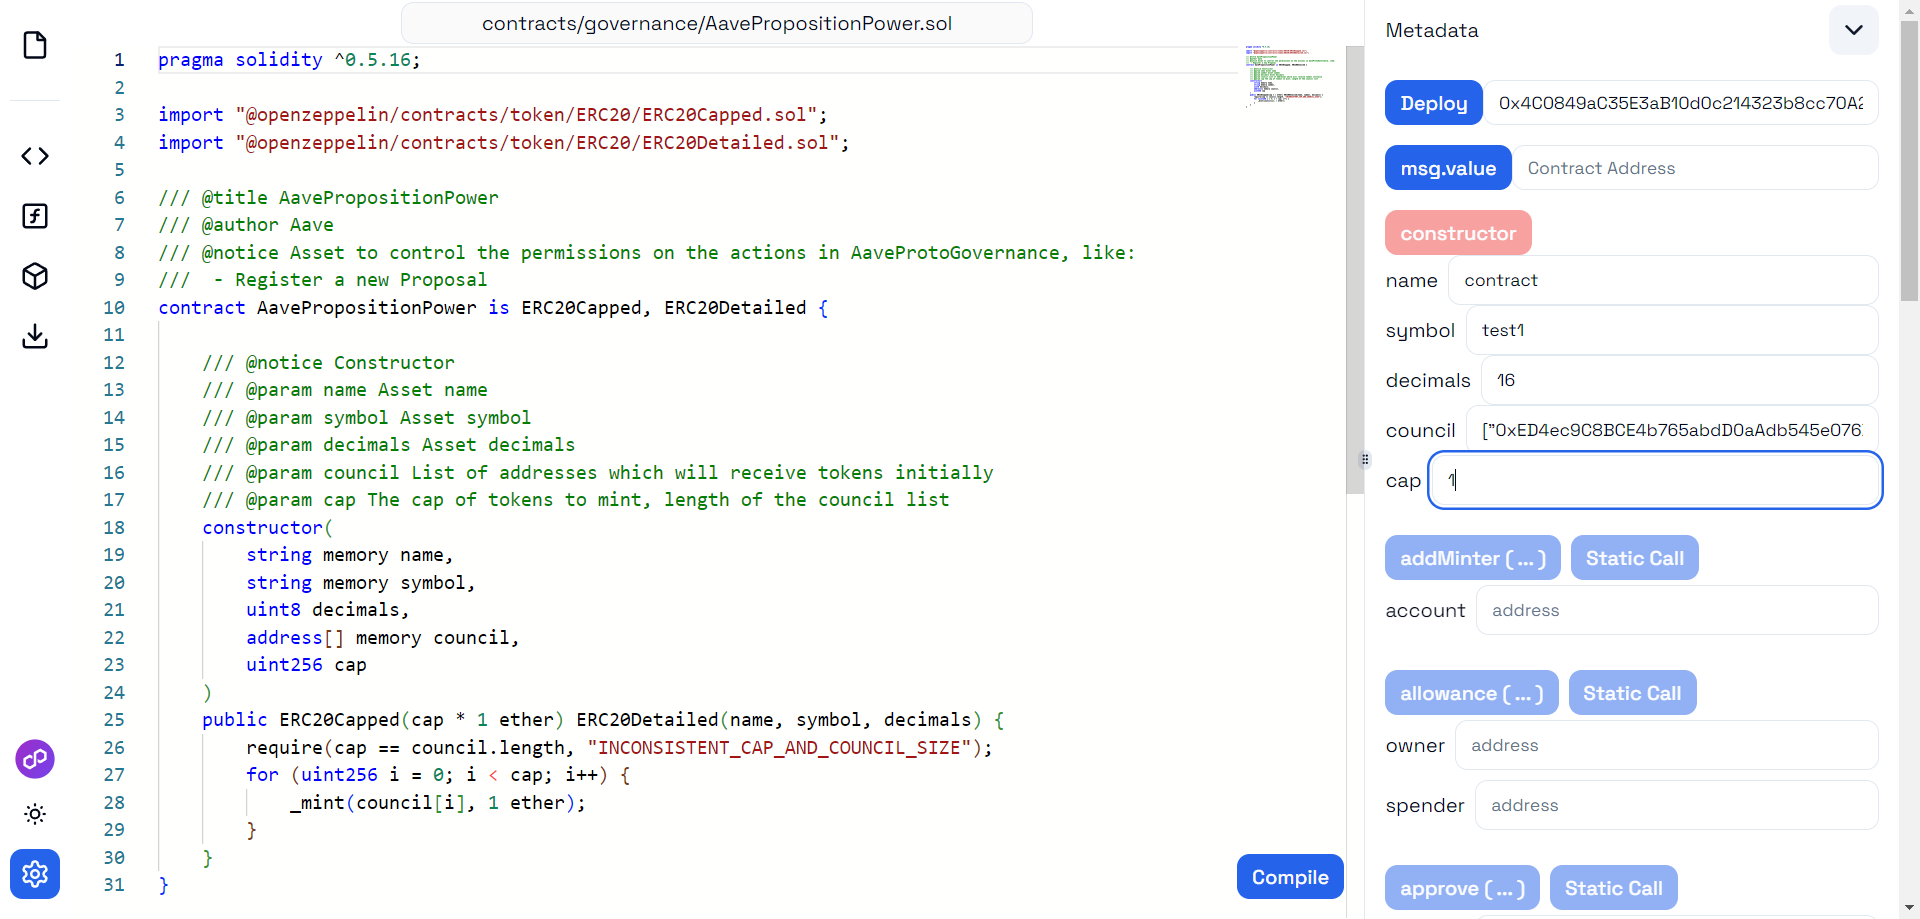 contracts/governance/AavePropositionPower.sol
1 pragma solidity ^0.5.16;
2
3 import "@openzeppelin/contracts/token/ERC20/ERC20Capped.sol";
4 import "@openzeppelin/contracts/token/ERC20/ERC20Detailed.sol";
5
6 /// @title AavePropositionPower
7 /// @author Aave
8 /// @notice Asset to control the permissions on the actions in AaveProtoGovernance, like:
9 ///  - Register a new Proposal
10 contract AavePropositionPower is ERC20Capped, ERC20Detailed {
11
12     /// @notice Constructor
13     /// @param name Asset name
14     /// @param symbol Asset symbol
15     /// @param decimals Asset decimals
16     /// @param council List of addresses which will receive tokens initially
17     /// @param cap The cap of tokens to mint, length of the council list
18     constructor(
19         string memory name,
20         string memory symbol,
21         uint8 decimals,
22         address[] memory council,
23         uint256 cap
24     )
25     public ERC20Capped(cap * 1 ether) ERC20Detailed(name, symbol, decimals) {
26         require(cap == council.length, "INCONSISTENT_CAP_AND_COUNCIL_SIZE");
27         for (uint256 i = 0; i < cap; i++) {
28             _mint(council[i], 1 ether);
29         }
30     }
31 }
Compile
Metadata
Deploy 0x4C0849aC35E3aB10d0c214323b8cc70A2
msg.value Contract Address
constructor
name contract
symbol test1
decimals 16
council ["0xED4ec9C8BCE4b765abdD0aAdb545e076
cap 1
addMinter (...) Static Call
account address
allowance (...) Static Call
owner address
spender address
approve (...) Static Call